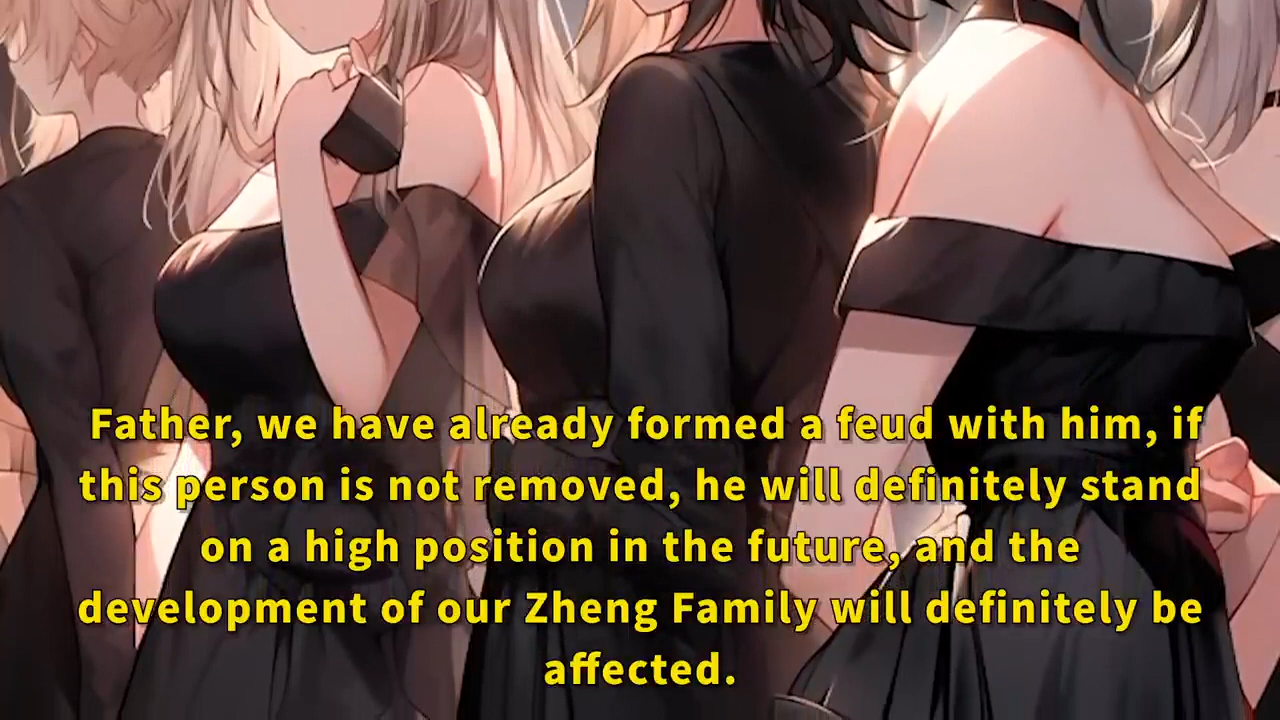 Father, we have already formed a feud with him, if
this person is not removed, he will definitely stand
on a high position in the future, and the
development of our Zheng Family will definitely be
affected.